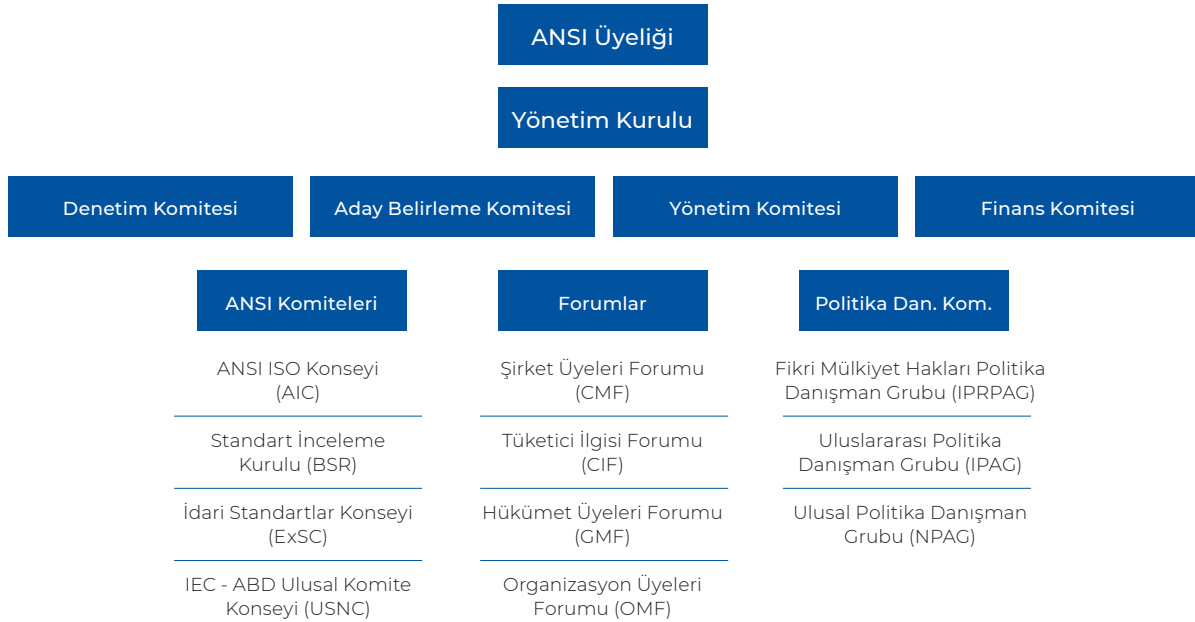 ANSI Üyeliği
Yönetim Kurulu
Denetim Komitesi
Aday Belirleme Komitesi
Yönetim Komitesi
Finans Komitesi
ANSI Komiteleri
ANSI ISO Konseyi
(AIC)
Standart İnceleme
Kurulu (BSR)
İdari Standartlar Konseyi
(ExSC)
IEC - ABD Ulusal Komite
Konseyi (USNC)
Forumlar
Şirket Üyeleri Forumu
(CMF)
Tüketici İlgisi Forumu
(CIF)
Hükümet Üyeleri Forumu
(GMF)
Organizasyon Üyeleri
Forumu (OMF)
Politika Dan. Kom.
Fikri Mülkiyet Hakları Politika
Danışman Grubu (IPRPAG)
Uluslararası Politika
Danışman Grubu (IPAG)
Ulusal Politika Danışman
Grubu (NPAG)